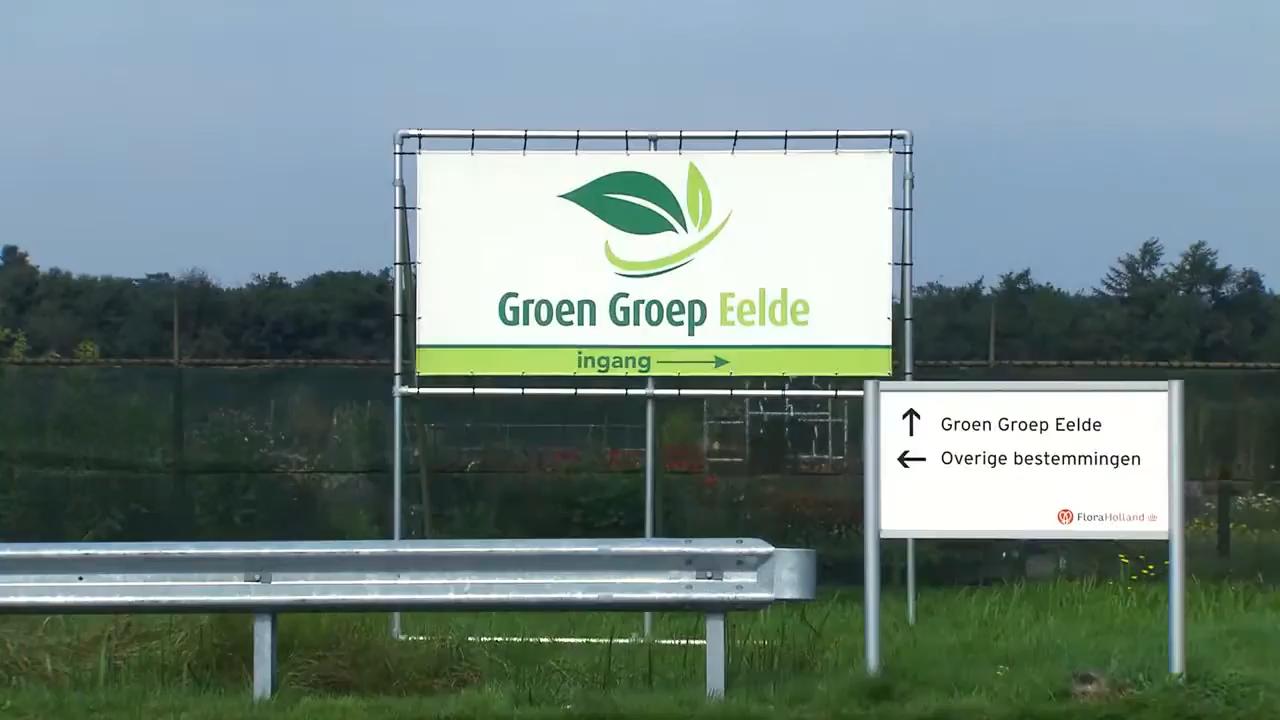 Groen Groep Eelde
ingang
Groen Groep Eelde
Overige bestemmingen
FloraHolland